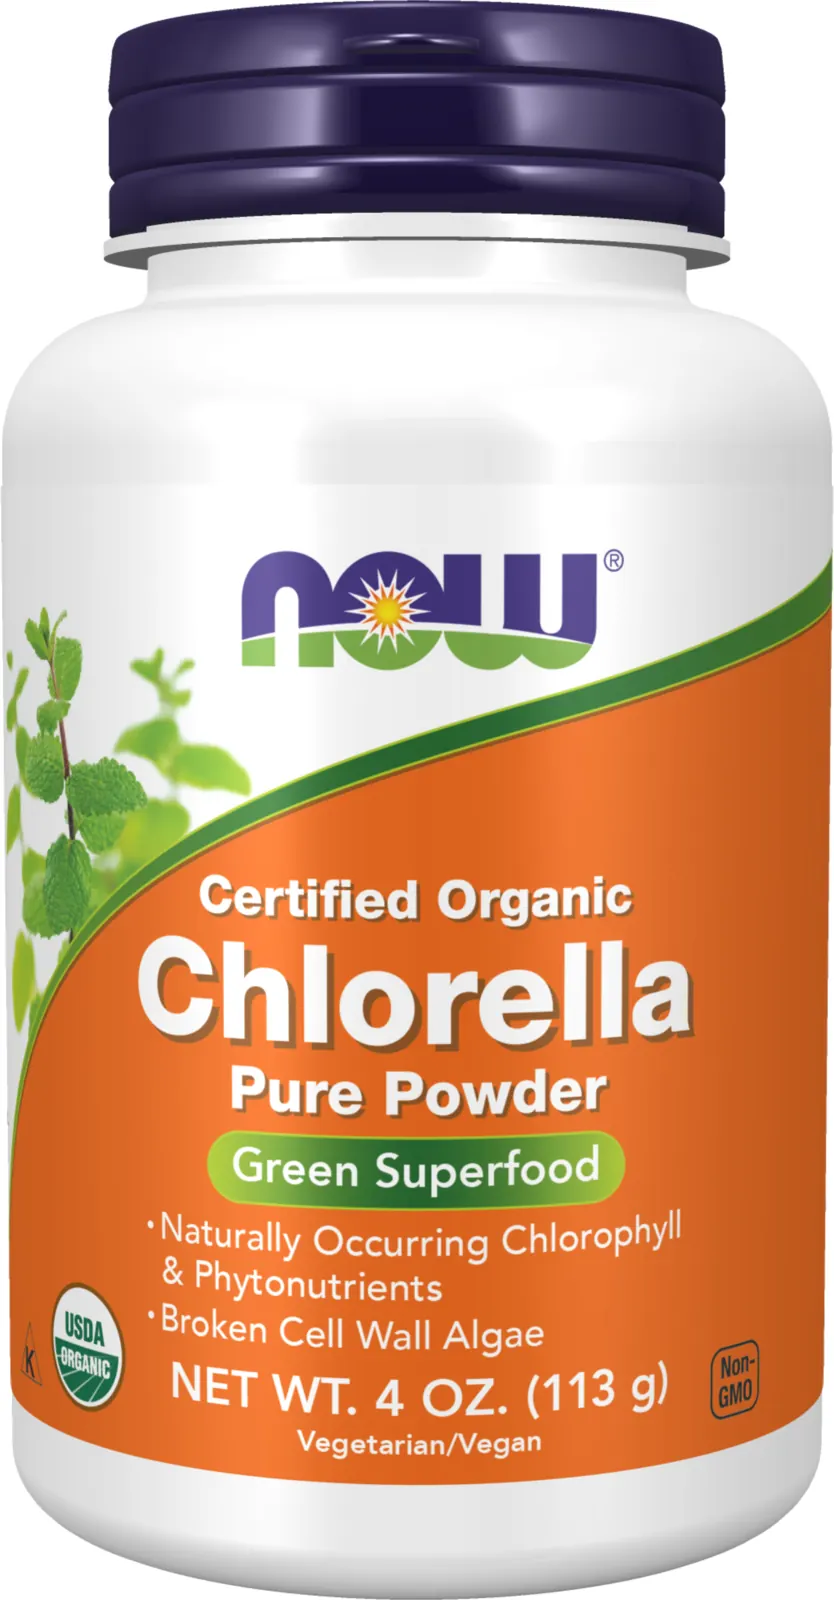 now®
Certified Organic
Chlorella
Pure Powder
Green Superfood
• Naturally Occurring Chlorophyll
& Phytonutrients
• Broken Cell Wall Algae
USDA
ORGANIC
K
NET WT. 4 OZ. (113 g)
Non-
GMO
Vegetarian/Vegan